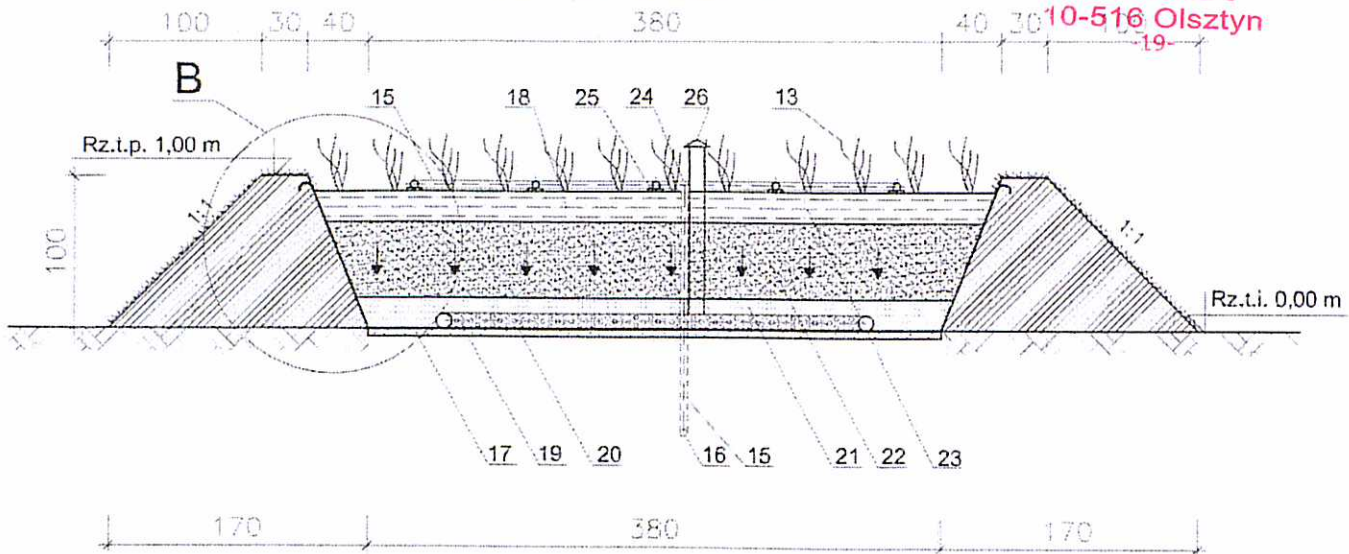 10-516 Olsztyn
-19-
100 30 40 380 40 30 100
B
15 18 25 24 26 13
Rz.t.p. 1,00 m
1:1
1:1
100
Rz.t.i. 0,00 m
17 19 20 16 15 21 22 23
170 380 170